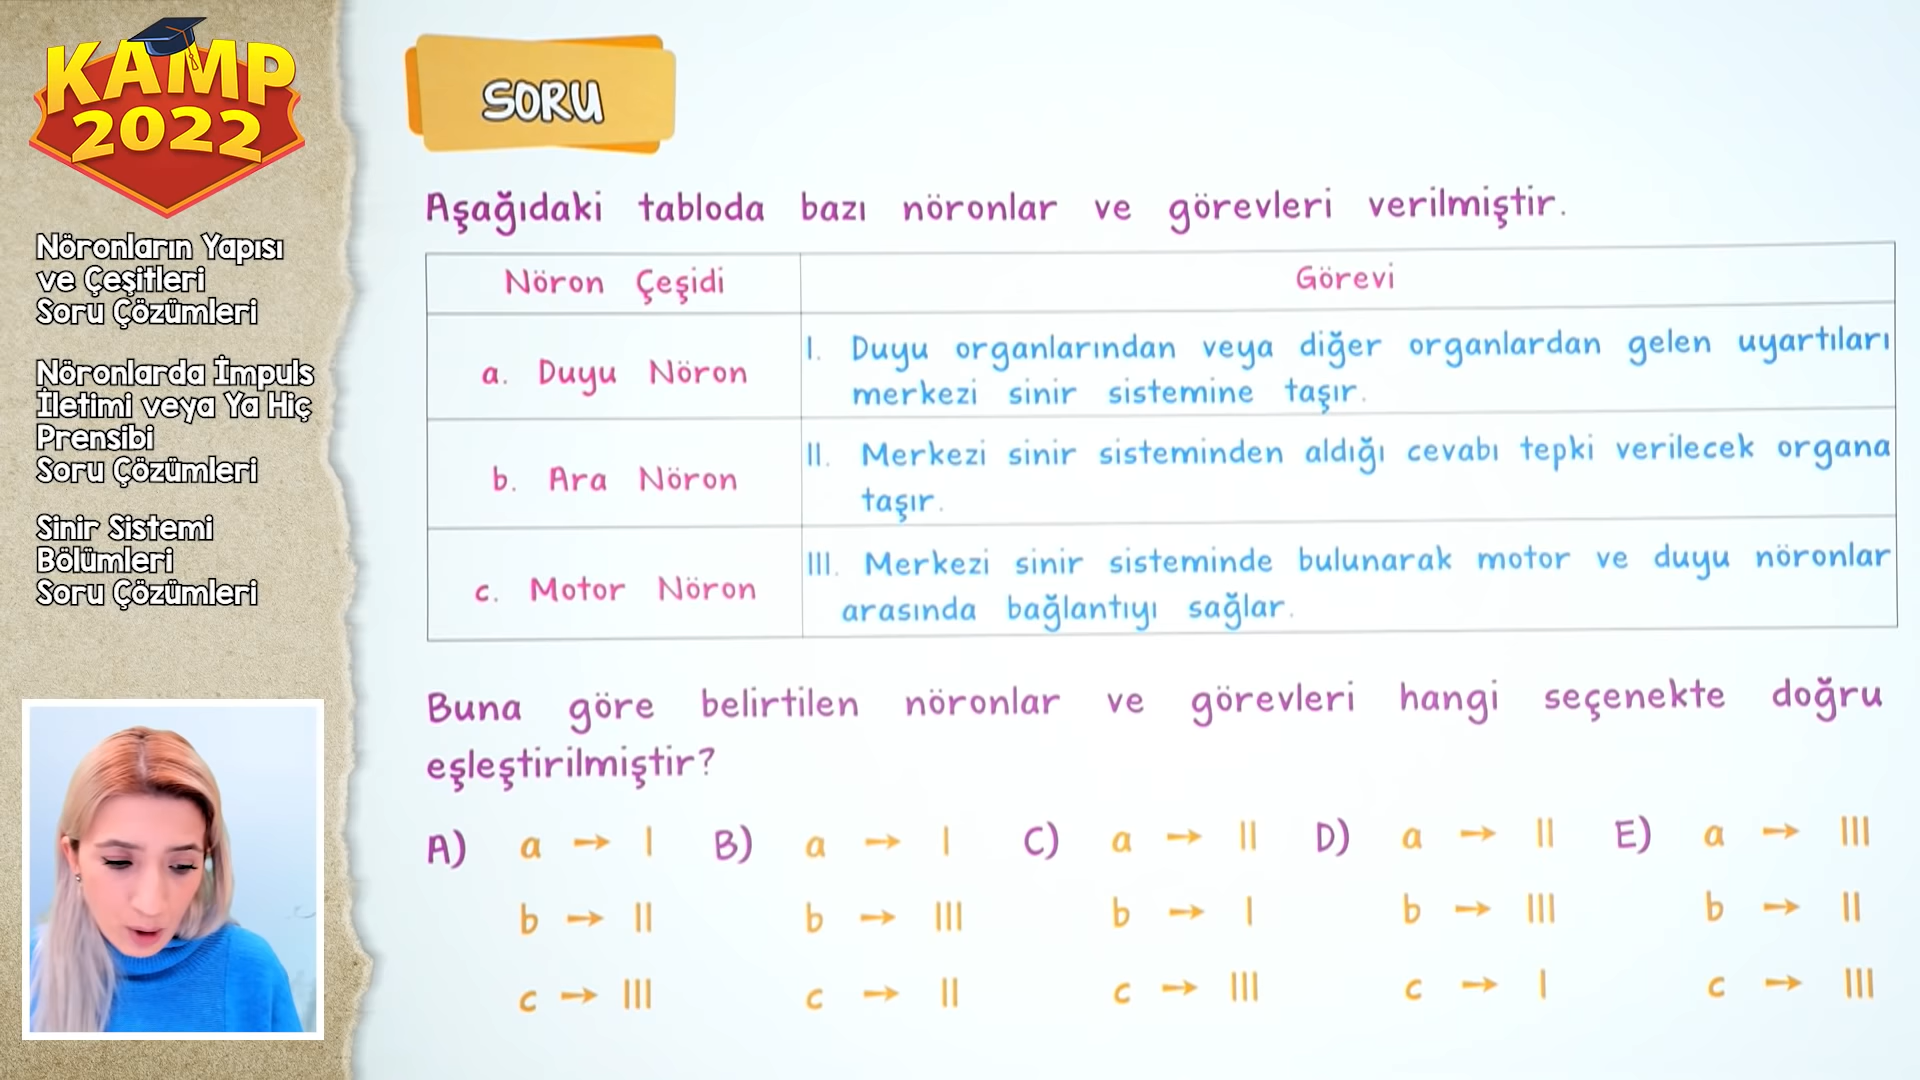 KAMP
2022
Nöronların Yapısı
ve Çeşitleri
Soru Çözümleri
Nöronlarda İmpuls
İletimi veya Ya Hiç
Prensibi
Soru Çözümleri
Sinir Sistemi
Bölümleri
Soru Çözümleri
SORU
Aşağıdaki tabloda bazı nöronlar ve görevleri verilmiştir.
Nöron Çeşidi Görevi
a. Duyu Nöron
I. Duyu organlarından veya diğer organlardan gelen uyartıları
merkezi sinir sistemine taşır.
b. Ara Nöron
II. Merkezi sinir sisteminden aldığı cevabı tepki verilecek organa
taşır.
c. Motor Nöron
III. Merkezi sinir sisteminde bulunarak motor ve duyu nöronlar
arasında bağlantıyı sağlar.
Buna göre belirtilen nöronlar ve görevleri hangi seçenekte doğru
eşleştirilmiştir?
A) a → I B) a → I C) a → II D) a → II E) a → III
b → II b → III b → I b → III b → II
c → III c → II c → III c → I c → III